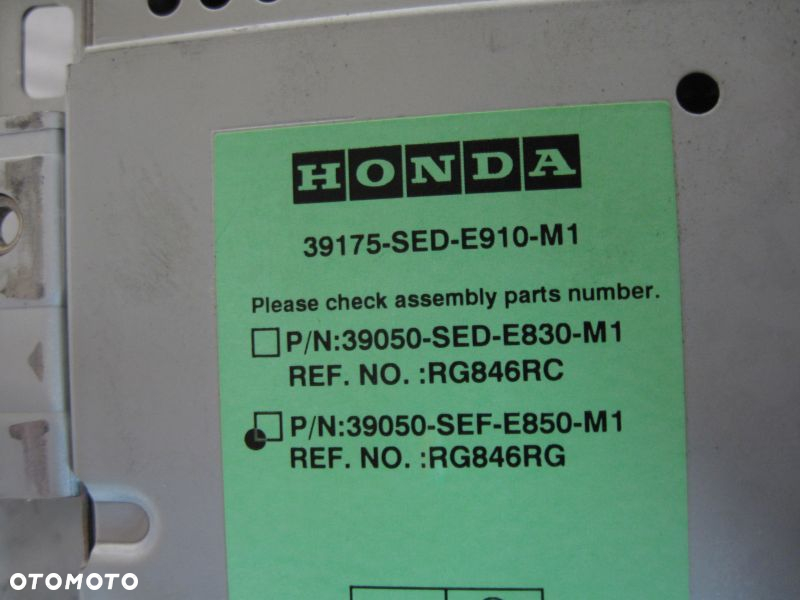 HONDA
39175-SED-E910-M1
Please check assembly parts number.
P/N:39050-SED-E830-M1
REF. NO. :RG846RC
P/N:39050-SEF-E850-M1
REF. NO. :RG846RG
OTOMOTO